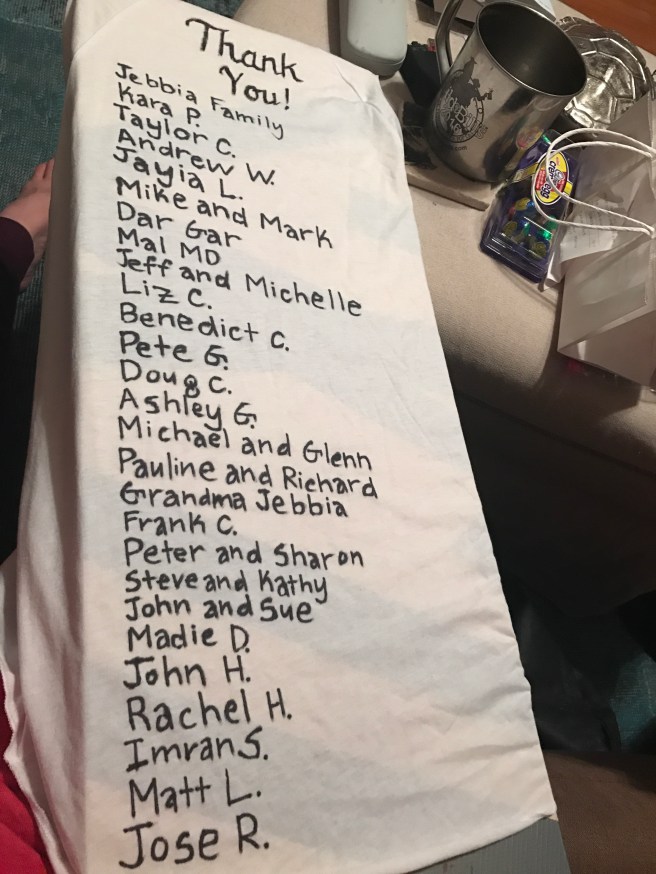 Thank
You!
Jebbia Family
Kara P.
Taylor C.
Andrew W.
Jayia L.
Mike and Mark
Dar Gar
Mal MD
Jeff and Michelle
Liz C.
Benedict C.
Pete G.
Doug C.
Ashley G.
Michael and Glenn
Pauline and Richard
Grandma Jebbia
Frank C.
Peter and Sharon
Steve and Kathy
John and Sue
Madie D.
John H.
Rachel H.
Imran S.
Matt L.
Jose R.